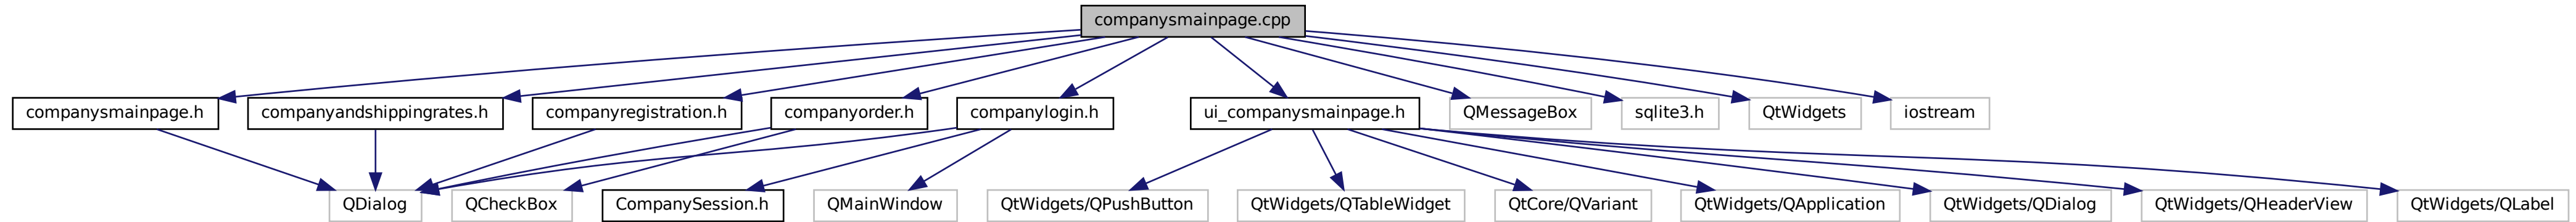 companysmainpage.cpp
companysmainpage.h
companyandshippingrates.h
companyregistration.h
companyorder.h
companylogin.h
ui_companysmainpage.h
QMessageBox
sqlite3.h
QtWidgets
iostream
QDialog
QCheckBox
CompanySession.h
QMainWindow
QtWidgets/QPushButton
QtWidgets/QTableWidget
QtCore/QVariant
QtWidgets/QApplication
QtWidgets/QDialog
QtWidgets/QHeaderView
QtWidgets/QLabel